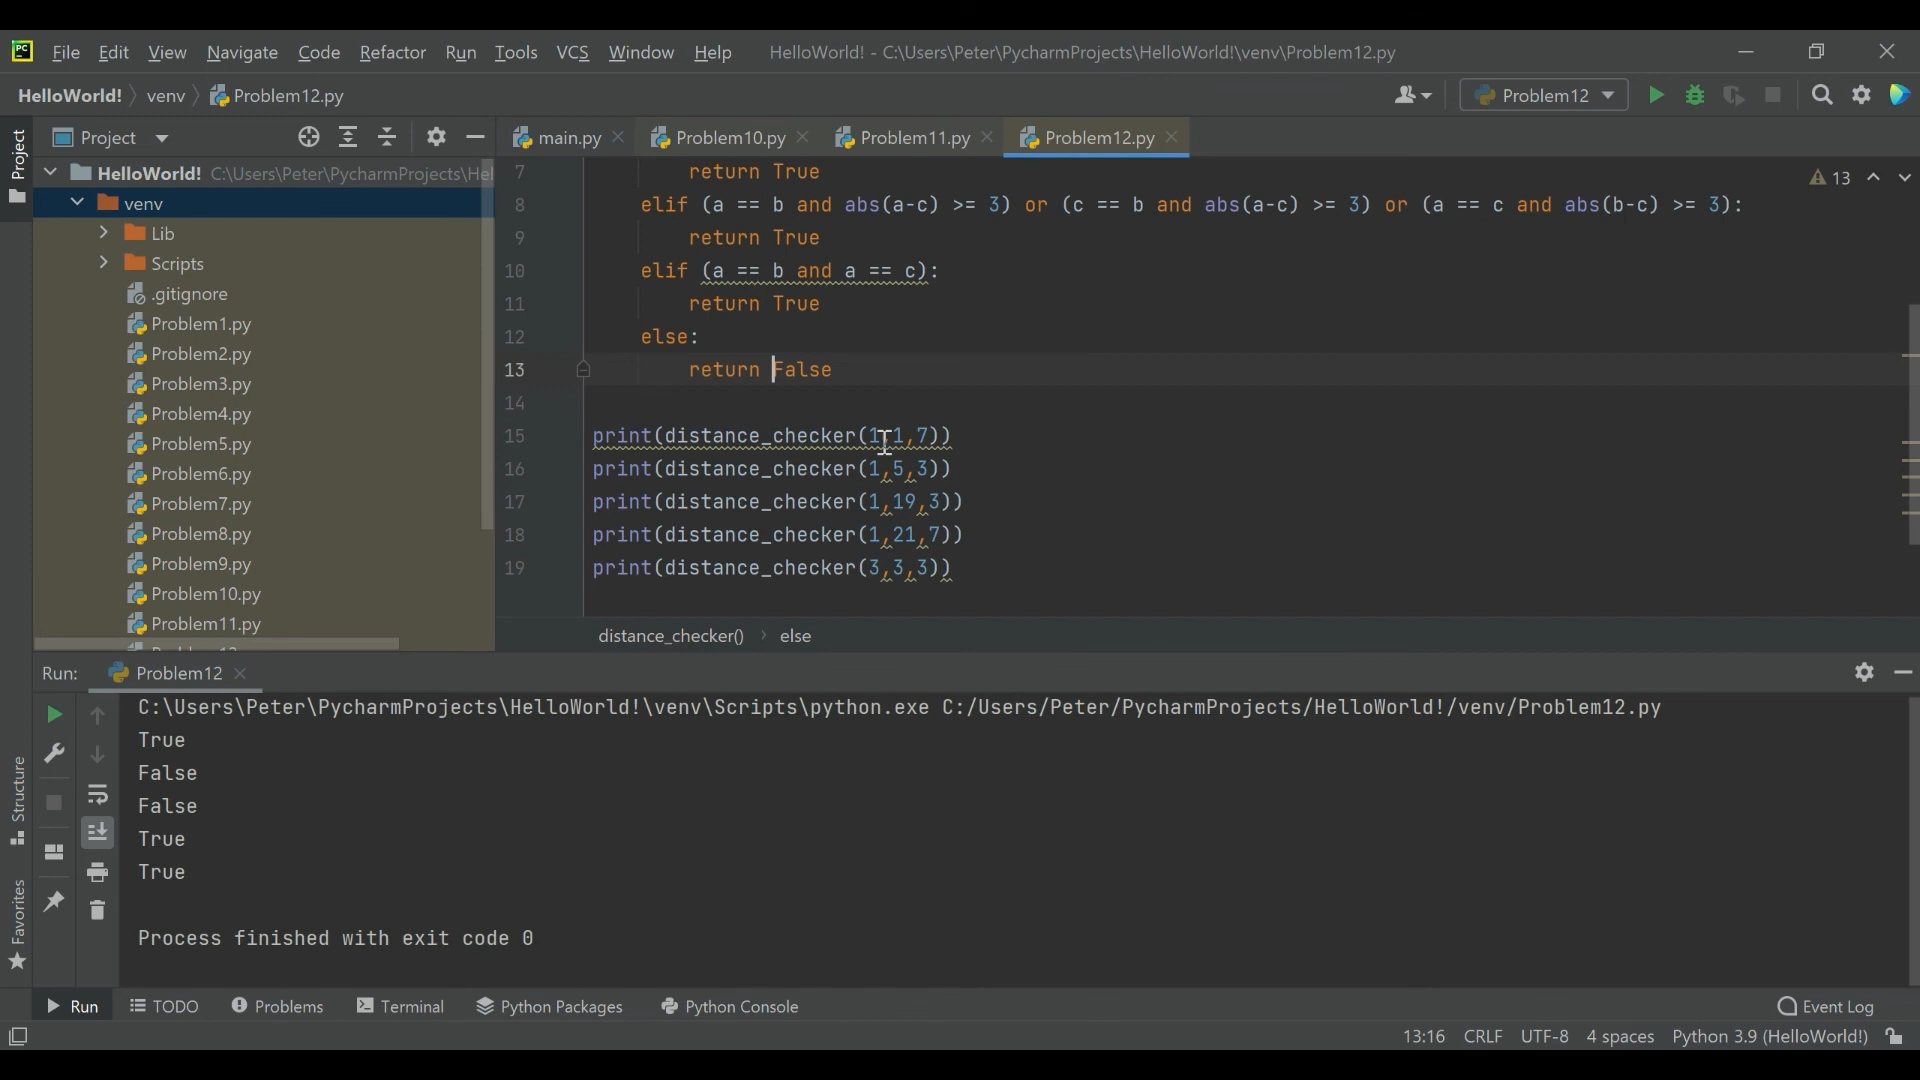 PC File Edit View Navigate Code Refactor Run Tools VCS Window Help HelloWorld! - C:\Users\Peter\PycharmProjects\HelloWorld!\venv\Problem12.py
HelloWorld! venv Problem12.py Problem12
Project main.py Problem10.py Problem11.py Problem12.py
Project
HelloWorld! C:\Users\Peter\PycharmProjects\Hel
venv
Lib
Scripts
.gitignore
Problem1.py
Problem2.py
Problem3.py
Problem4.py
Problem5.py
Problem6.py
Problem7.py
Problem8.py
Problem9.py
Problem10.py
Problem11.py
13
7 return True
8 elif (a == b and abs(a-c) >= 3) or (c == b and abs(a-c) >= 3) or (a == c and abs(b-c) >= 3):
9 return True
10 elif (a == b and a == c):
11 return True
12 else:
13 return False
14
15 print(distance_checker(1,1,7))
16 print(distance_checker(1,5,3))
17 print(distance_checker(1,19,3))
18 print(distance_checker(1,21,7))
19 print(distance_checker(3,3,3))
distance_checker() › else
Run: Problem12
C:\Users\Peter\PycharmProjects\HelloWorld!\venv\Scripts\python.exe C:/Users/Peter/PycharmProjects/HelloWorld!/venv/Problem12.py
True
False
False
True
True
Process finished with exit code 0
Structure
Favorites
Run TODO Problems Terminal Python Packages Python Console Event Log
13:16 CRLF UTF-8 4 spaces Python 3.9 (HelloWorld!)